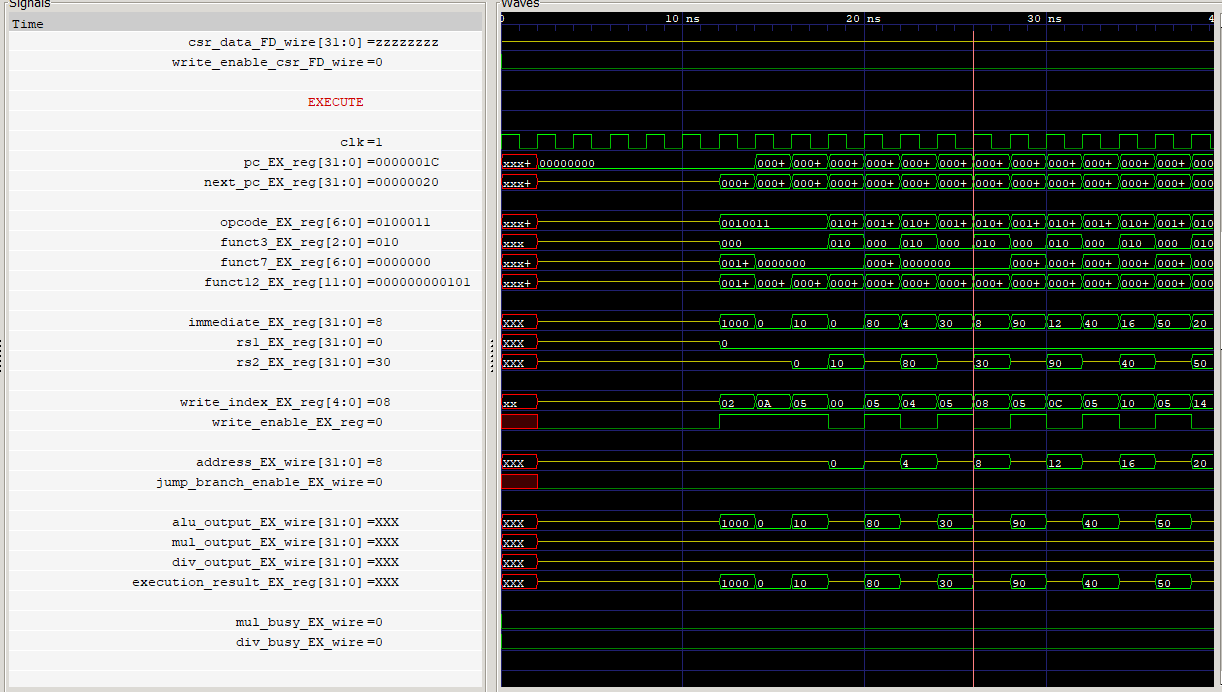 Signals Waves
Time 0 10 ns 20 ns 30 ns 4
csr_data_FD_wire[31:0] =zzzzzzzz
write_enable_csr_FD_wire =0
EXECUTE
clk =1
pc_EX_reg[31:0] =0000001C xxx+ 00000000 000+ 000+ 000+ 000+ 000+ 000+ 000+ 000+ 000+ 000+ 000+ 000+ 000
next_pc_EX_reg[31:0] =00000020 xxx+ 000+ 000+ 000+ 000+ 000+ 000+ 000+ 000+ 000+ 000+ 000+ 000+ 000+ 000
opcode_EX_reg[6:0] =0100011 xxx+ 0010011 010+ 001+ 010+ 001+ 010+ 001+ 010+ 001+ 010+ 001+ 010
funct3_EX_reg[2:0] =010 xxx 000 010 000 010 000 010 000 010 000 010 000 010
funct7_EX_reg[6:0] =0000000 xxx+ 001+ 0000000 000+ 0000000 000+ 000+ 000+ 000+ 000+ 000
funct12_EX_reg[11:0] =000000000101 xxx+ 001+ 000+ 000+ 000+ 000+ 000+ 000+ 000+ 000+ 000+ 000+ 000+ 000+ 000
immediate_EX_reg[31:0] =8 XXX 1000 0 10 0 80 4 30 8 90 12 40 16 50 20
rs1_EX_reg[31:0] =0 XXX 0
rs2_EX_reg[31:0] =30 XXX 0 10 80 30 90 40 50
write_index_EX_reg[4:0] =08 xx 02 0A 05 00 05 04 05 08 05 0C 05 10 05 14
write_enable_EX_reg =0
address_EX_wire[31:0] =8 XXX 0 4 8 12 16 20
jump_branch_enable_EX_wire =0
alu_output_EX_wire[31:0] =XXX XXX 1000 0 10 80 30 90 40 50
mul_output_EX_wire[31:0] =XXX XXX
div_output_EX_wire[31:0] =XXX XXX
execution_result_EX_reg[31:0] =XXX XXX 1000 0 10 80 30 90 40 50
mul_busy_EX_wire =0
div_busy_EX_wire =0